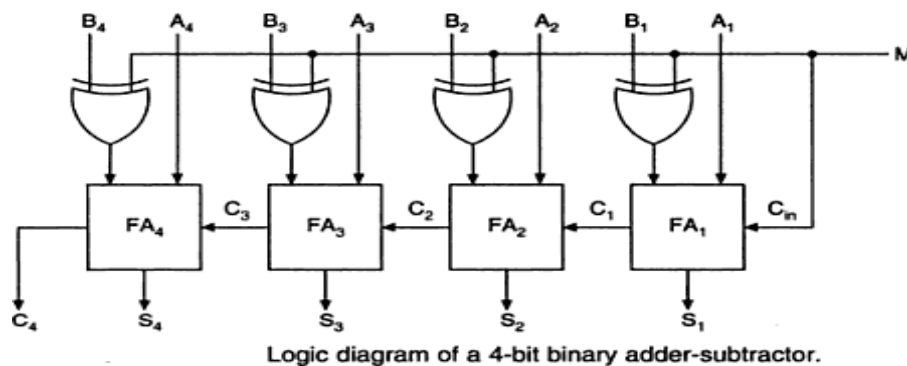 B₄ A₄ B₃ A₃ B₂ A₂ B₁ A₁
M
C₃ C₂ C₁ Cᵢₙ
FA₄ FA₃ FA₂ FA₁
C₄ S₄ S₃ S₂ S₁
Logic diagram of a 4-bit binary adder-subtractor.